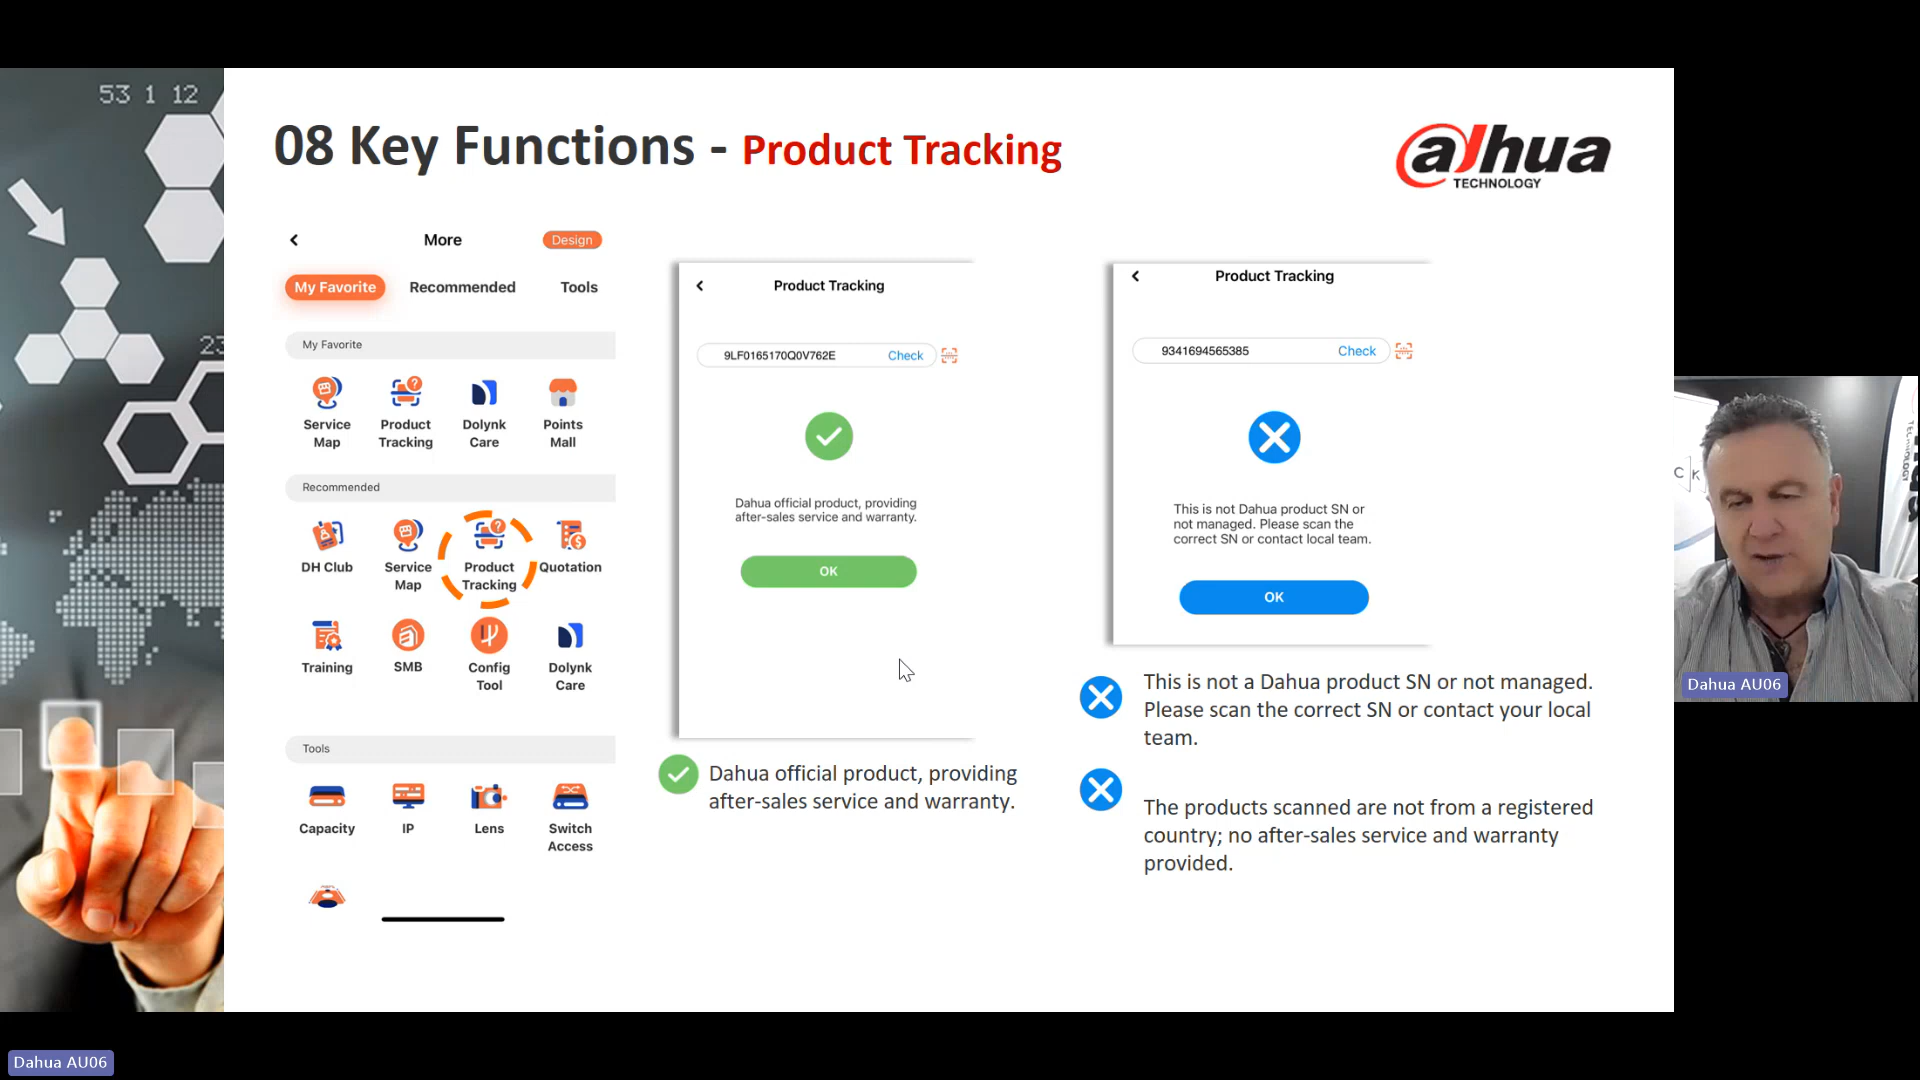 53 1 12
23
08 Key Functions - Product Tracking
alhua
TECHNOLOGY
More
Design
My Favorite
Recommended
Tools
My Favorite
Service
Map
Product
Tracking
Dolynk
Care
Points
Mall
Recommended
DH Club
Service
Map
Product
Tracking
Quotation
Training
SMB
Config
Tool
Dolynk
Care
Tools
Capacity
IP
Lens
Switch
Access
Product Tracking
9LF0165170Q0V762E
Check
Dahua official product, providing
after-sales service and warranty.
OK
Dahua official product, providing
after-sales service and warranty.
Product Tracking
9341694565385
Check
This is not Dahua product SN or
not managed. Please scan the
correct SN or contact local team.
OK
This is not a Dahua product SN or not managed.
Please scan the correct SN or contact your local
team.
The products scanned are not from a registered
country; no after-sales service and warranty
provided.
C K
Dahua AU06
Dahua AU06